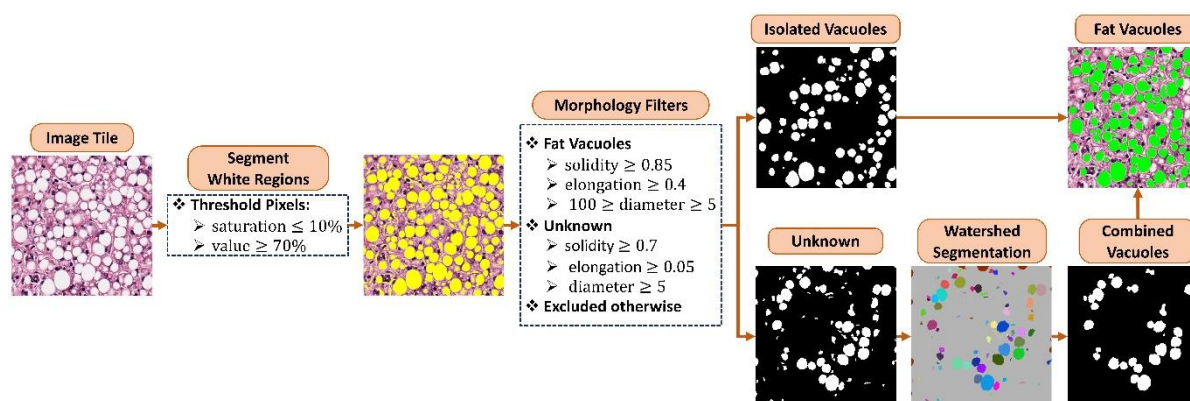 Image Tile
Segment
White Regions
❖ Threshold Pixels:
➢ saturation ≤ 10%
➢ value ≥ 70%
Morphology Filters
❖ Fat Vacuoles
➢ solidity ≥ 0.85
➢ elongation ≥ 0.4
➢ 100 ≥ diameter ≥ 5
❖ Unknown
➢ solidity ≥ 0.7
➢ elongation ≥ 0.05
➢ diameter ≥ 5
❖ Excluded otherwise
Isolated Vacuoles
Fat Vacuoles
Unknown
Watershed
Segmentation
Combined
Vacuoles